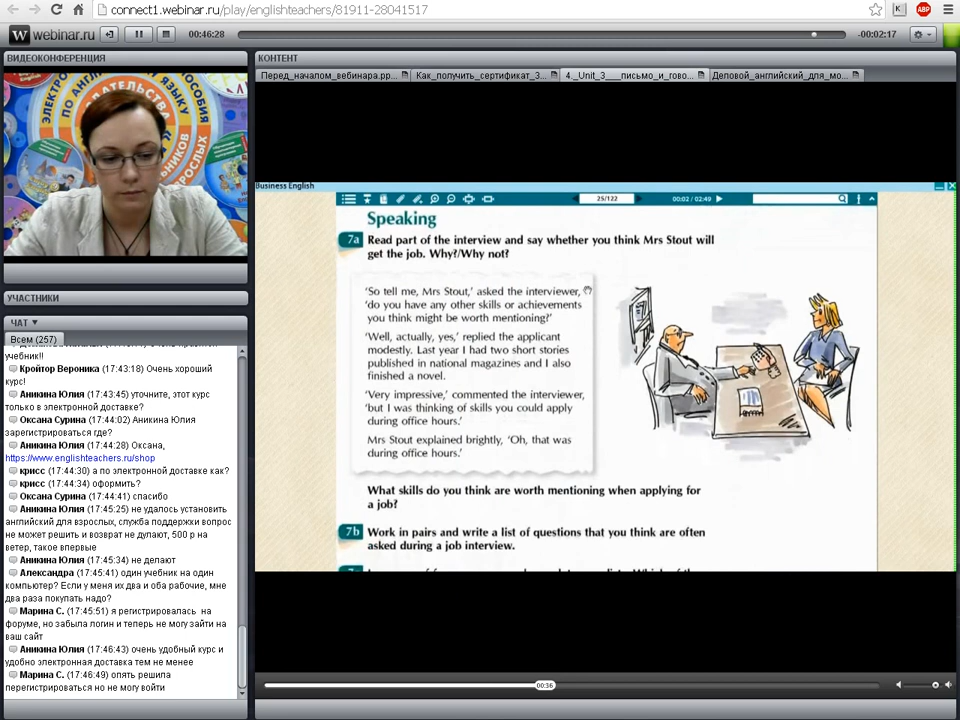 connect1.webinar.ru/play/englishteachers/81911-28041517
K
ABP
W webinar.ru
00:46:28
-00:02:17
ВИДЕОКОНФЕРЕНЦИЯ
ЭЛЕКТРО
ПО АНГ
ЯЗЫКУ
ПОСОБИЯ
ДАТЕЛЬСТВА
НИКОВ
ВЗРОСЛЫХ
УЧАСТНИКИ
ЧАТ
Всем (257)
учебник!!
Кройтор Вероника (17:43:18) Очень хороший
курс!
Аникина Юлия (17:43:45) уточните, этот курс
только в электронной доставке?
Оксана Сурина (17:44:02) Аникина Юлия
зарегистрироваться где?
Аникина Юлия (17:44:28) Оксана,
https://www.englishteachers.ru/shop
крисс (17:44:30) а по электронной доставке как?
крисс (17:44:34) оформить?
Оксана Сурина (17:44:41) спасибо
Аникина Юлия (17:45:25) не удалось установить
английский для взрослых, служба поддержки вопрос
не может решить и возврат не дулают, 500 р на
ветер, такое впервые
Аникина Юлия (17:45:34) не делают
Александра (17:45:41) один учебник на один
компьютер? Если у меня их два и оба рабочие, мне
два раза покупать надо?
Марина С. (17:45:51) я регистрировалась на
форуме, но забыла логин и теперь не могу зайти на
ваш сайт
Аникина Юлия (17:46:43) очень удобный курс и
удобно электронная доставка тем не менее
Марина С. (17:46:49) опять решила
перегистрироваться но не могу войти
КОНТЕНТ
Перед_началом_вебинара.pp...
Как_получить_сертификат_3...
4._Unit_3___письмо_и_гово...
Деловой_английский_для_мо...
Business English
25/122
00:02 / 02:49
Speaking
7a Read part of the interview and say whether you think Mrs Stout will
get the job. Why?/Why not?
'So tell me, Mrs Stout,' asked the interviewer,
'do you have any other skills or achievements
you think might be worth mentioning?'
'Well, actually, yes,' replied the applicant
modestly. Last year I had two short stories
published in national magazines and I also
finished a novel.
'Very impressive,' commented the interviewer,
'but I was thinking of skills you could apply
during office hours.'
Mrs Stout explained brightly, 'Oh, that was
during office hours.'
What skills do you think are worth mentioning when applying for
a job?
7b Work in pairs and write a list of questions that you think are often
asked during a job interview.
00:36